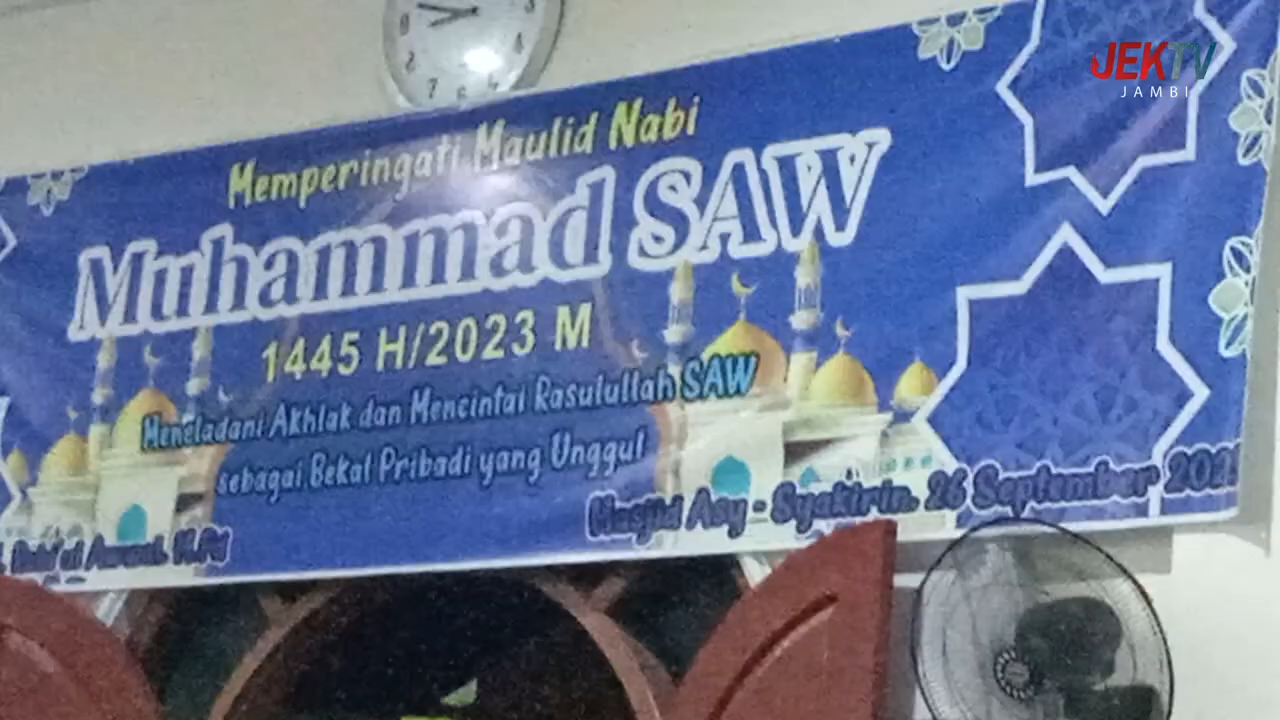 JEKTV
JAMBI
Memperingati Maulid Nabi
Muhammad SAW
1445 H/2023 M
Meneladani Akhlak dan Mencintai Rasulullah SAW
sebagai Bekal Pribadi yang Unggul
Masjid Asy - Syakirin, 26 September
M.Pd